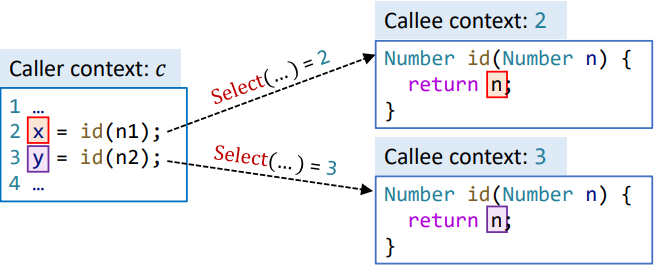 Caller context: c
1 …
2 x = id(n1);
3 y = id(n2);
4 …
Select(…) = 2
Select(…) = 3
Callee context: 2
Number id(Number n) {
return n;
}
Callee context: 3
Number id(Number n) {
return n;
}